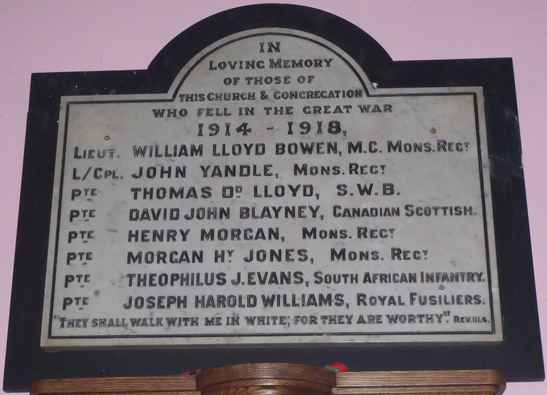 IN
LOVING MEMORY
OF THOSE OF
THIS CHURCH & CONGREGATION
WHO FELL IN THE GREAT WAR
1914 - 1918,
LIEUT. WILLIAM LLOYD BOWEN, M.C. MONS. REGT
L/CPL. JOHN YANDLE, MONS. REGT
PTE THOMAS DD. LLOYD, S.W.B.
PTE DAVID JOHN BLAYNEY, CANADIAN SCOTTISH.
PTE HENRY MORGAN, MONS. REGT
PTE MORGAN HY JONES, MONS. REGT
PTE THEOPHILUS J. EVANS, SOUTH AFRICAN INFANTRY.
PTE JOSEPH HAROLD WILLIAMS, ROYAL FUSILIERS.
"THEY SHALL WALK WITH ME IN WHITE; FOR THEY ARE WORTHY". REV. III.4.